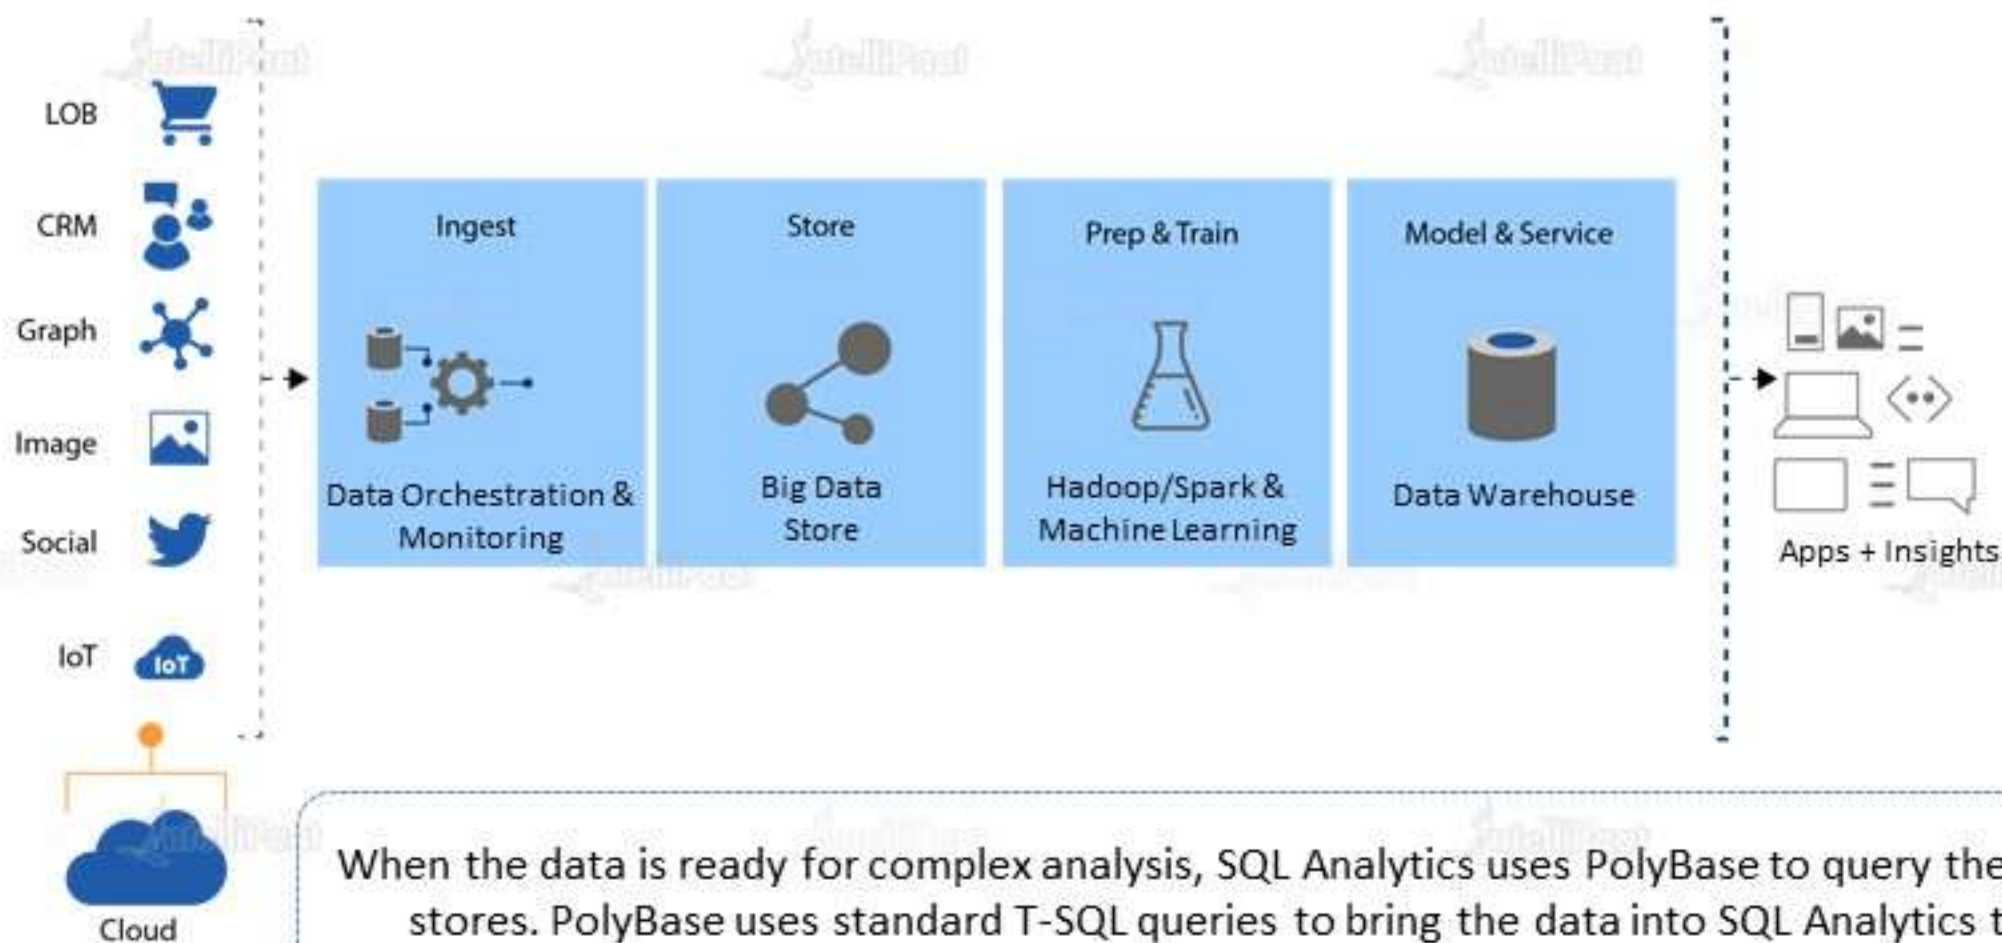 LOB
CRM
Graph
Image
Social
IoT
IoT
Cloud
Ingest
Data Orchestration &
Monitoring
Store
Big Data
Store
Prep & Train
Hadoop/Spark &
Machine Learning
Model & Service
Data Warehouse
Apps + Insights
When the data is ready for complex analysis, SQL Analytics uses PolyBase to query the
stores. PolyBase uses standard T-SQL queries to bring the data into SQL Analytics